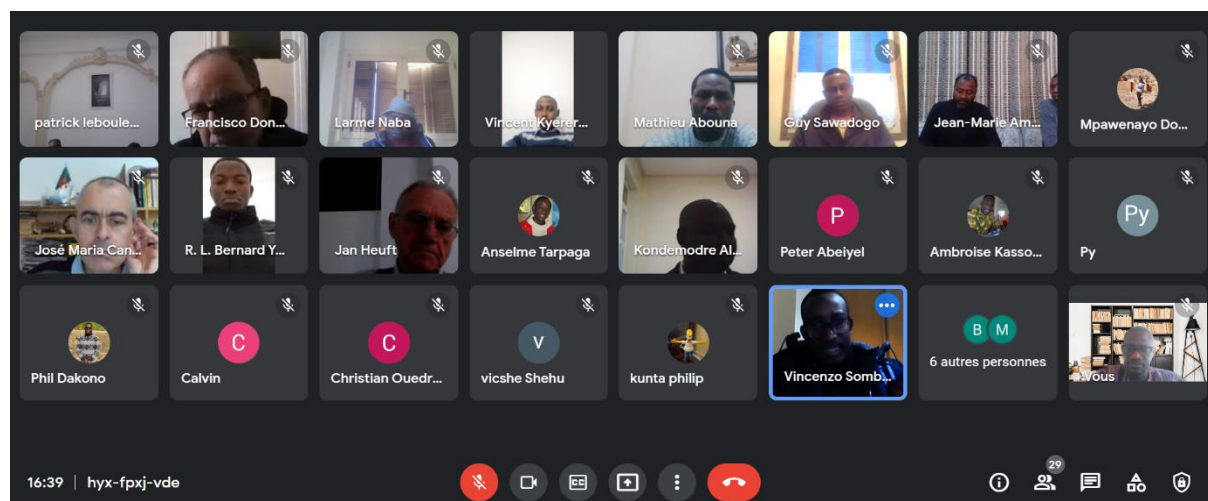 patrick leboule...
Francisco Don...
Larme Naba
Vincent Kyerer...
Mathieu Abouna
Guy Sawadogo
Jean-Marie Am...
Mpawenayo Do...
José Maria Can...
R. L. Bernard Y...
Jan Heuft
Anselme Tarpaga
Kondemodre Al...
P
Peter Abeiyel
Ambroise Kasso...
Py
Py
Phil Dakono
C
Calvin
C
Christian Ouedr...
V
vicshe Shehu
kunta philip
Vincenzo Somb...
B M
6 autres personnes
Vous
16:39 | hyx-fpxj-vde
CC
29